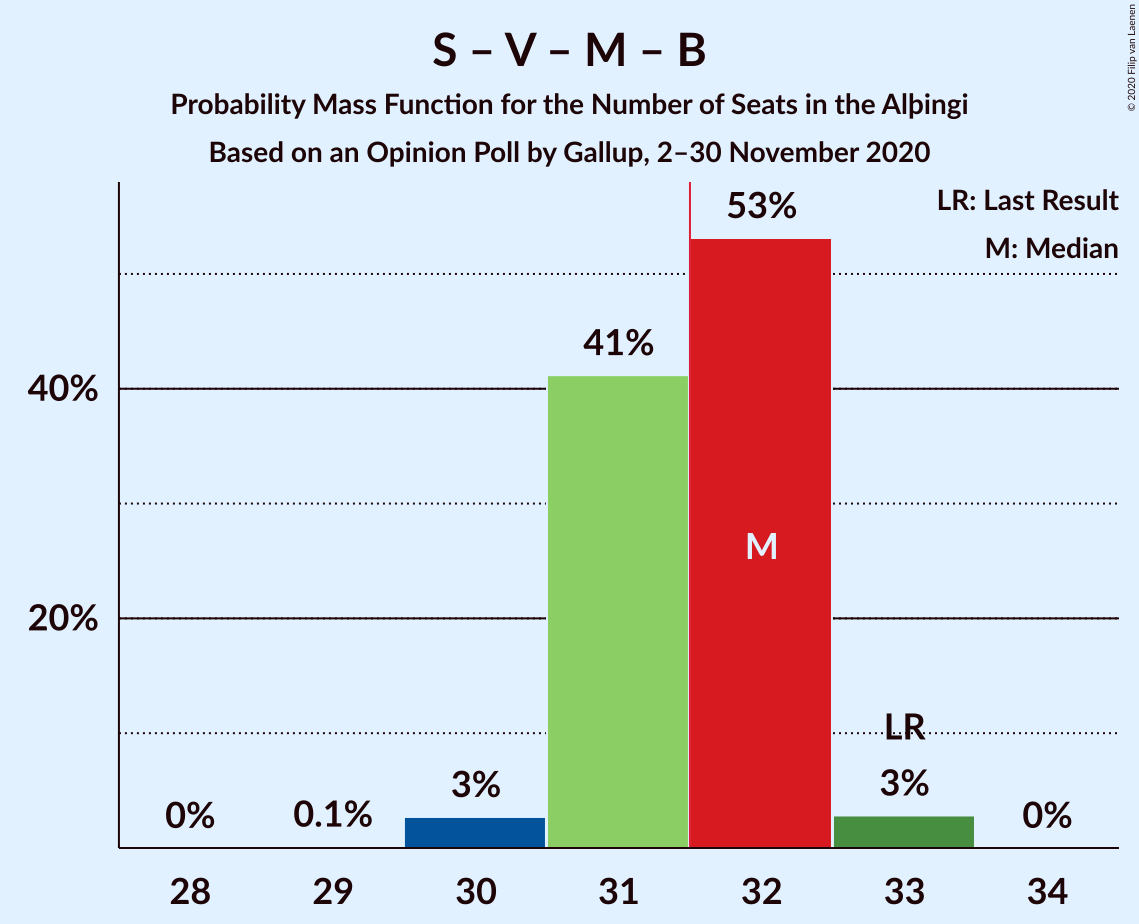 S – V – M – B
Probability Mass Function for the Number of Seats in the Alþingi
Based on an Opinion Poll by Gallup, 2–30 November 2020
© 2020 Filip van Laenen
LR: Last Result
M: Median
53%
41%
40%
M
20%
LR
3%
3%
0%
0.1%
0%
28 29 30 31 32 33 34